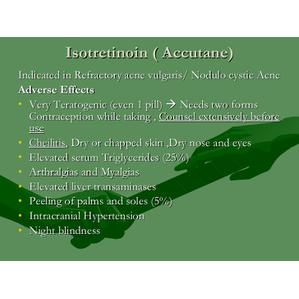 Isotretinoin ( Accutane)
Indicated in Refractory acne vulgaris/ Nodulo cystic Acne
Adverse Effects
• Very Teratogenic (even 1 pill) → Needs two forms
Contraception while taking , Counsel extensively before
use
• Cheilitis, Dry or chapped skin ,Dry nose and eyes
• Elevated serum Triglycerides (25%)
• Arthralgias and Myalgias
• Elevated liver transaminases
• Peeling of palms and soles (5%)
• Intracranial Hypertension
• Night blindness